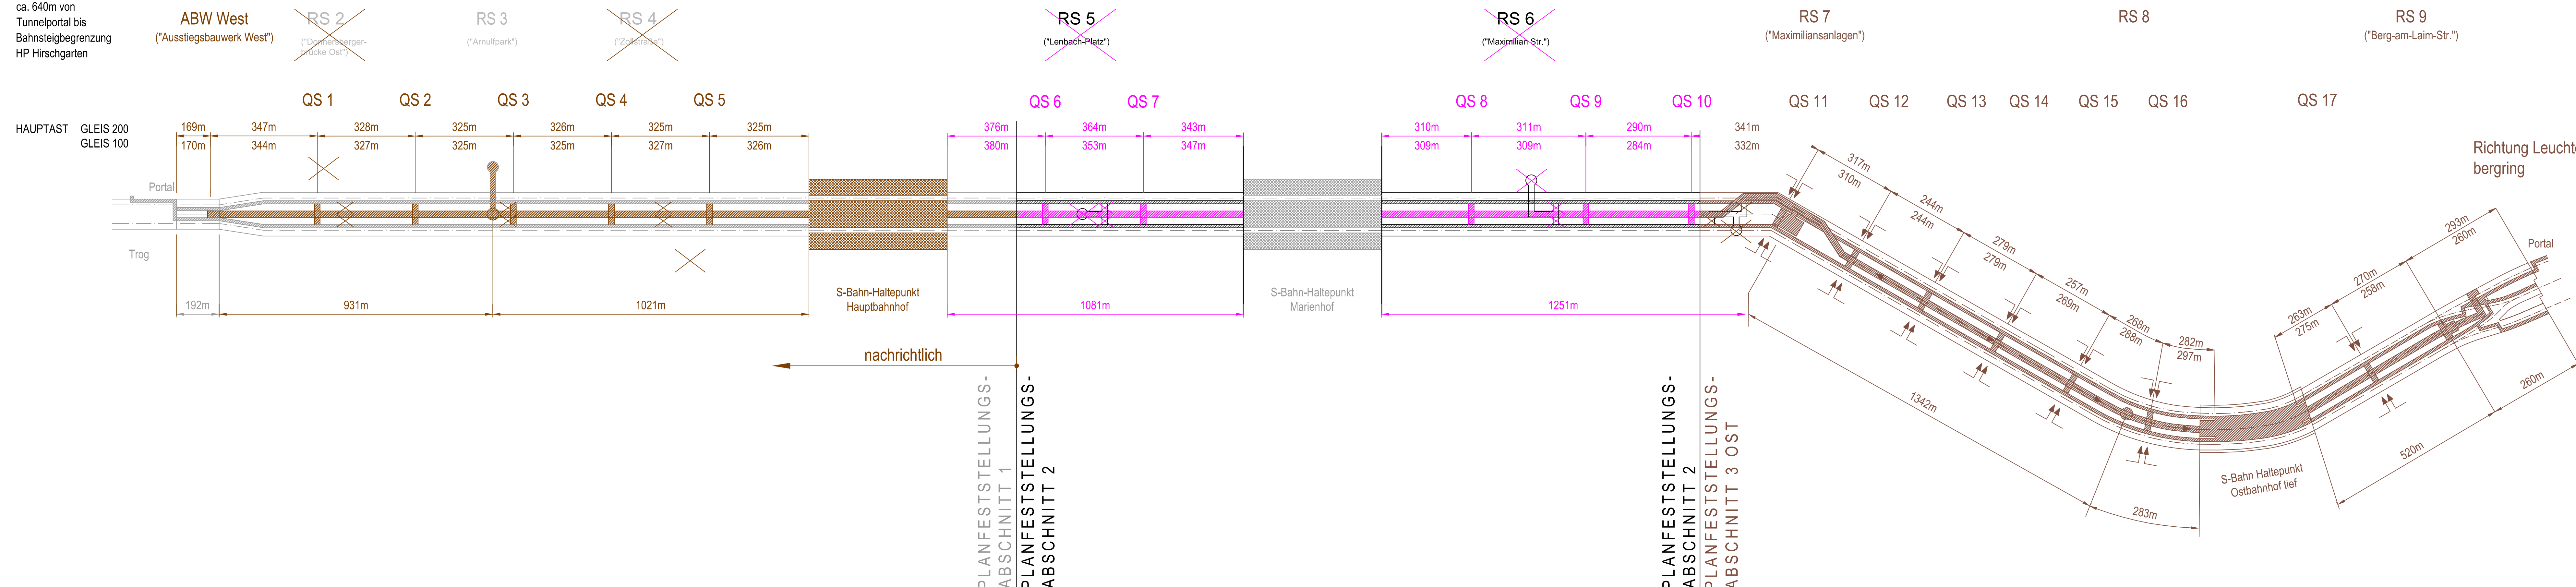 ca. 640m von
Tunnelportal bis
Bahnsteigbegrenzung
HP Hirschgarten
ABW West
("Ausstiegsbauwerk West")
RS 2
("Donnersberger-
brücke Ost")
RS 3
("Arnulfpark")
RS 4
("Zollstraße")
RS 5
("Lenbach-Platz")
RS 6
("Maximilian Str.")
RS 7
("Maximiliansanlagen")
RS 8
RS 9
("Berg-am-Laim-Str.")
QS 1
QS 2
QS 3
QS 4
QS 5
QS 6
QS 7
QS 8
QS 9
QS 10
QS 11
QS 12
QS 13
QS 14
QS 15
QS 16
QS 17
HAUPTAST GLEIS 200
169m 347m 328m 325m 326m 325m 325m 376m 364m 343m 310m 311m 290m 341m
GLEIS 100
170m 344m 327m 325m 325m 327m 326m 380m 353m 347m 309m 309m 284m 332m
Richtung Leuchte
bergring
317m
310m
244m
244m
279m
279m
257m
269m
268m
288m
282m
297m
263m
275m
270m
258m
293m
260m
Portal
Portal
Trog
192m
931m
1021m
S-Bahn-Haltepunkt
Hauptbahnhof
1081m
S-Bahn-Haltepunkt
Marienhof
1251m
1342m
283m
S-Bahn Haltepunkt
Ostbahnhof tief
520m
260m
nachrichtlich
PLANFESTSTELLUNGS-
ABSCHNITT 1
PLANFESTSTELLUNGS-
ABSCHNITT 2
PLANFESTSTELLUNGS-
ABSCHNITT 2
PLANFESTSTELLUNGS-
ABSCHNITT 3 OST